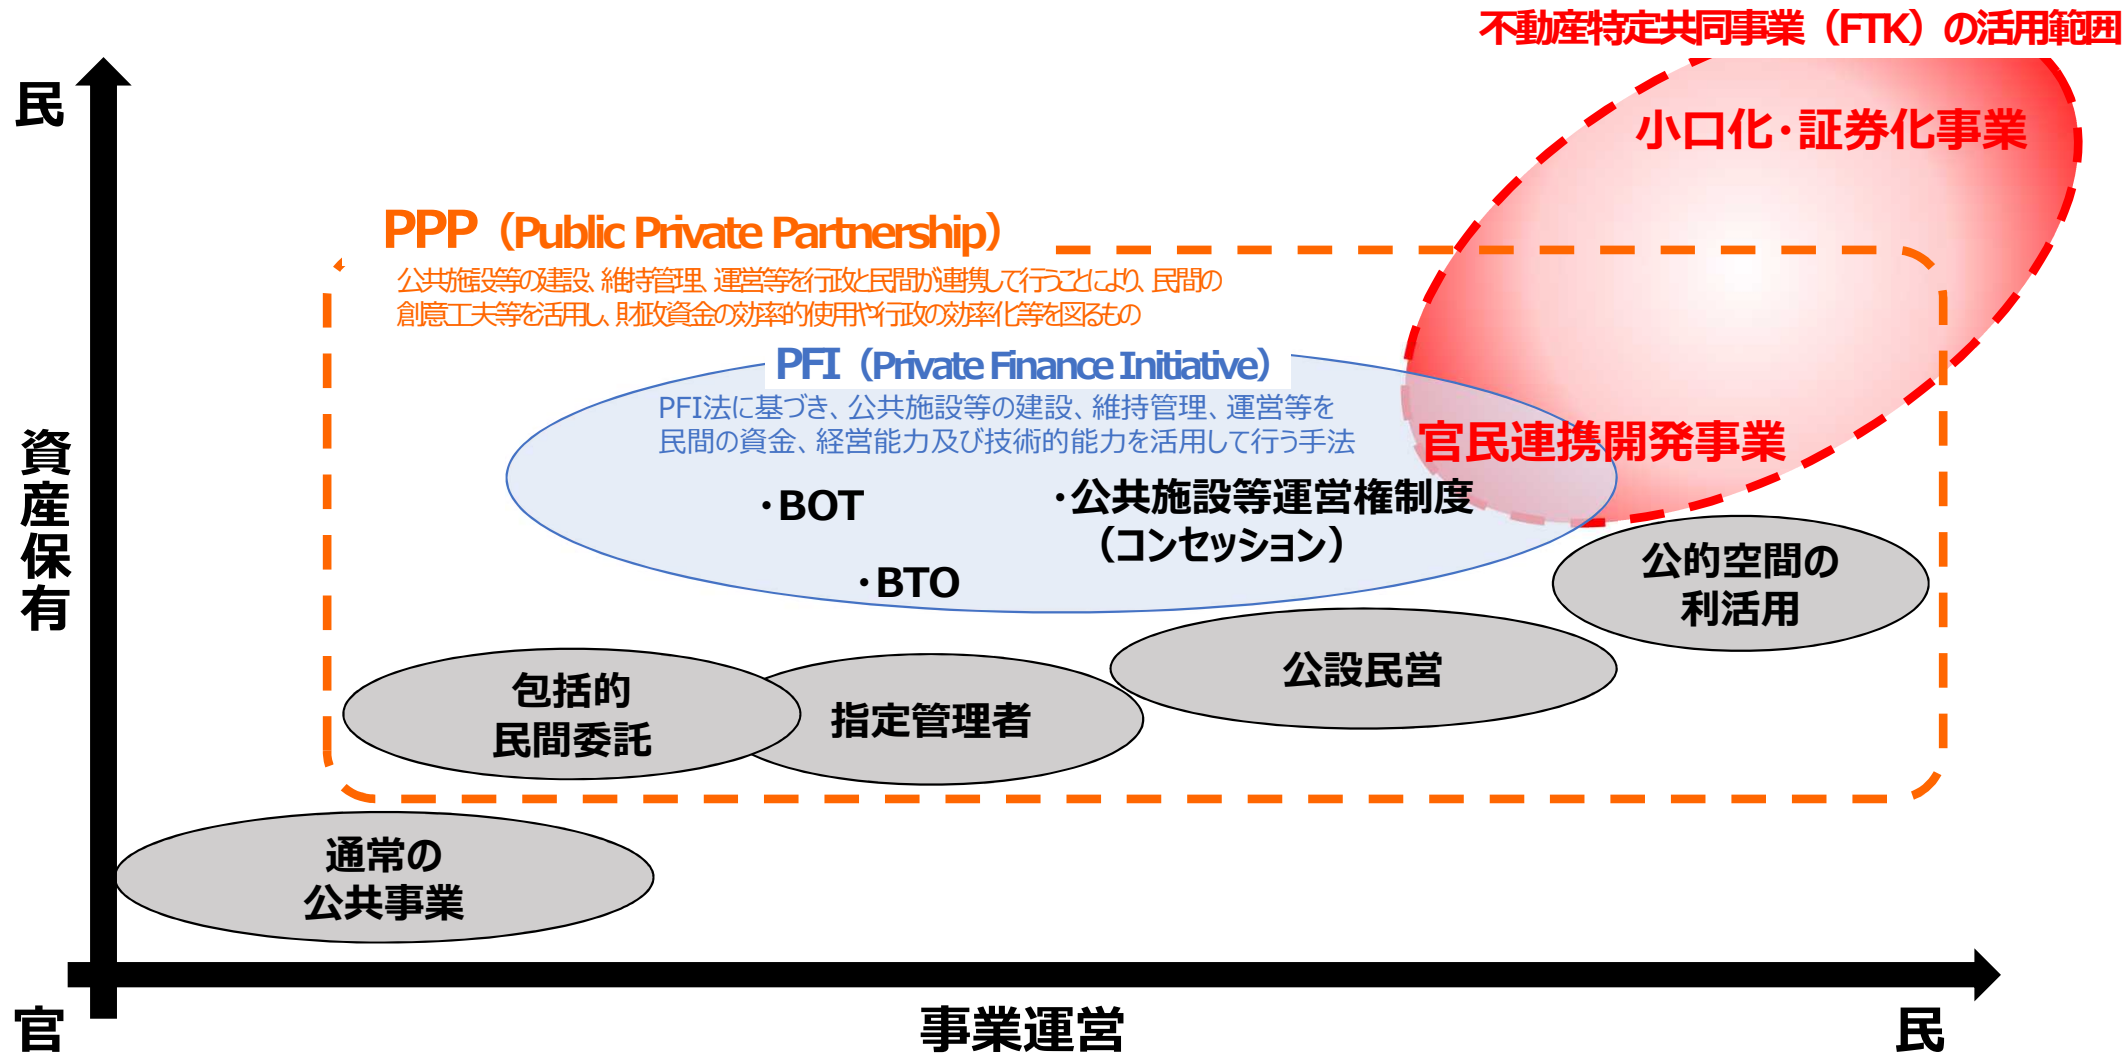 不動産特定共同事業（FTK）の活用範囲
民
小口化・証券化事業
PPP（Public Private Partnership）
公共施設等の建設、維持管理、運営等を行政と民間が連携して行うことにより、民間の
創意工夫等を活用し、財政資金の効率的使用や行政の効率化等を図るもの
PFI（Private Finance Initiative）
PFI法に基づき、公共施設等の建設、維持管理、運営等を
民間の資金、経営能力及び技術的能力を活用して行う手法
官民連携開発事業
資産保有
・BOT
・公共施設等運営権制度
（コンセッション）
・BTO
公的空間の
利活用
公設民営
包括的
民間委託
指定管理者
通常の
公共事業
官
事業運営
民